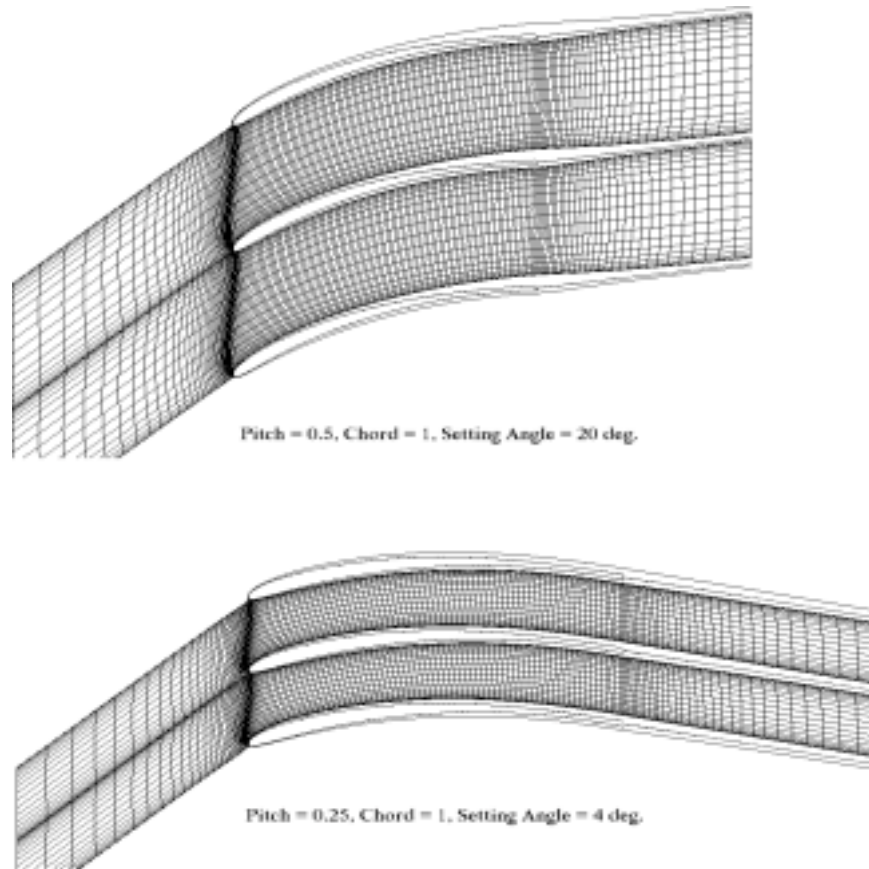 Pitch = 0.5, Chord = 1, Setting Angle = 20 deg.
Pitch = 0.25, Chord = 1, Setting Angle = 4 deg.